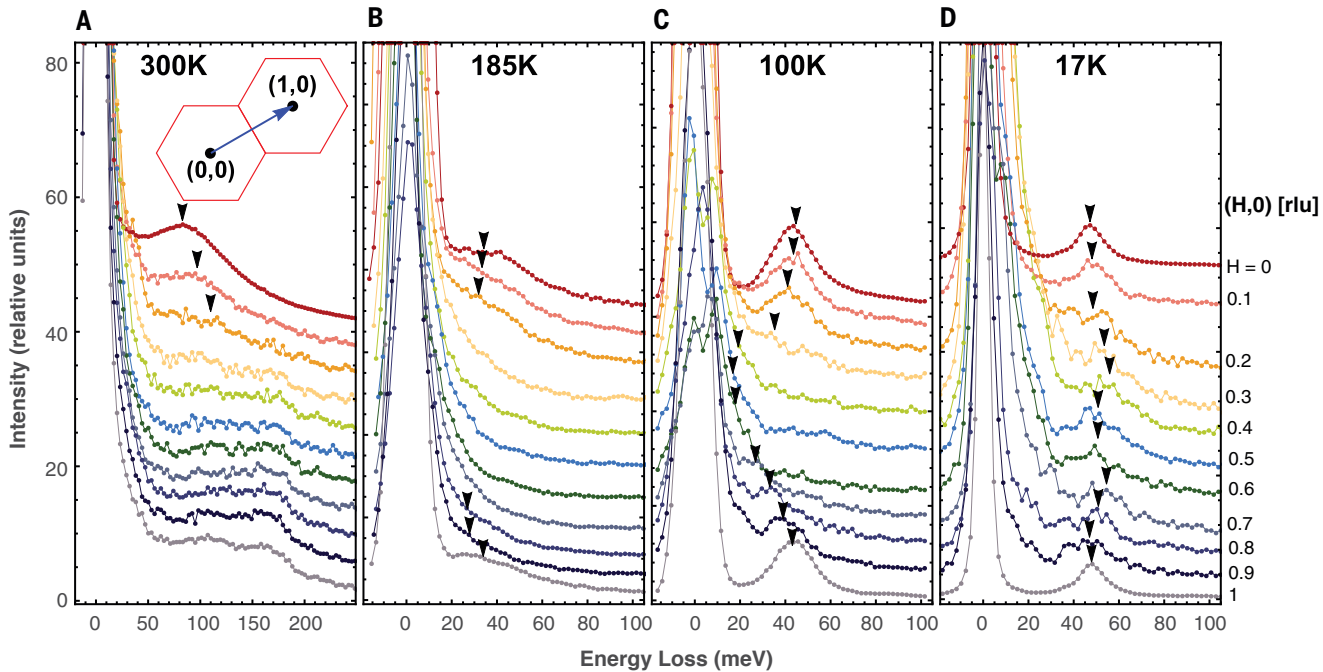 A
B
C
D
300K
185K
100K
17K
(1,0)
(0,0)
80
60
40
20
0
Intensity (relative units)
(H,0) [rlu]
H = 0
0.1
0.2
0.3
0.4
0.5
0.6
0.7
0.8
0.9
1
0 50 100 150 200
0 20 40 60 80 100
0 20 40 60 80 100
0 20 40 60 80 100
Energy Loss (meV)